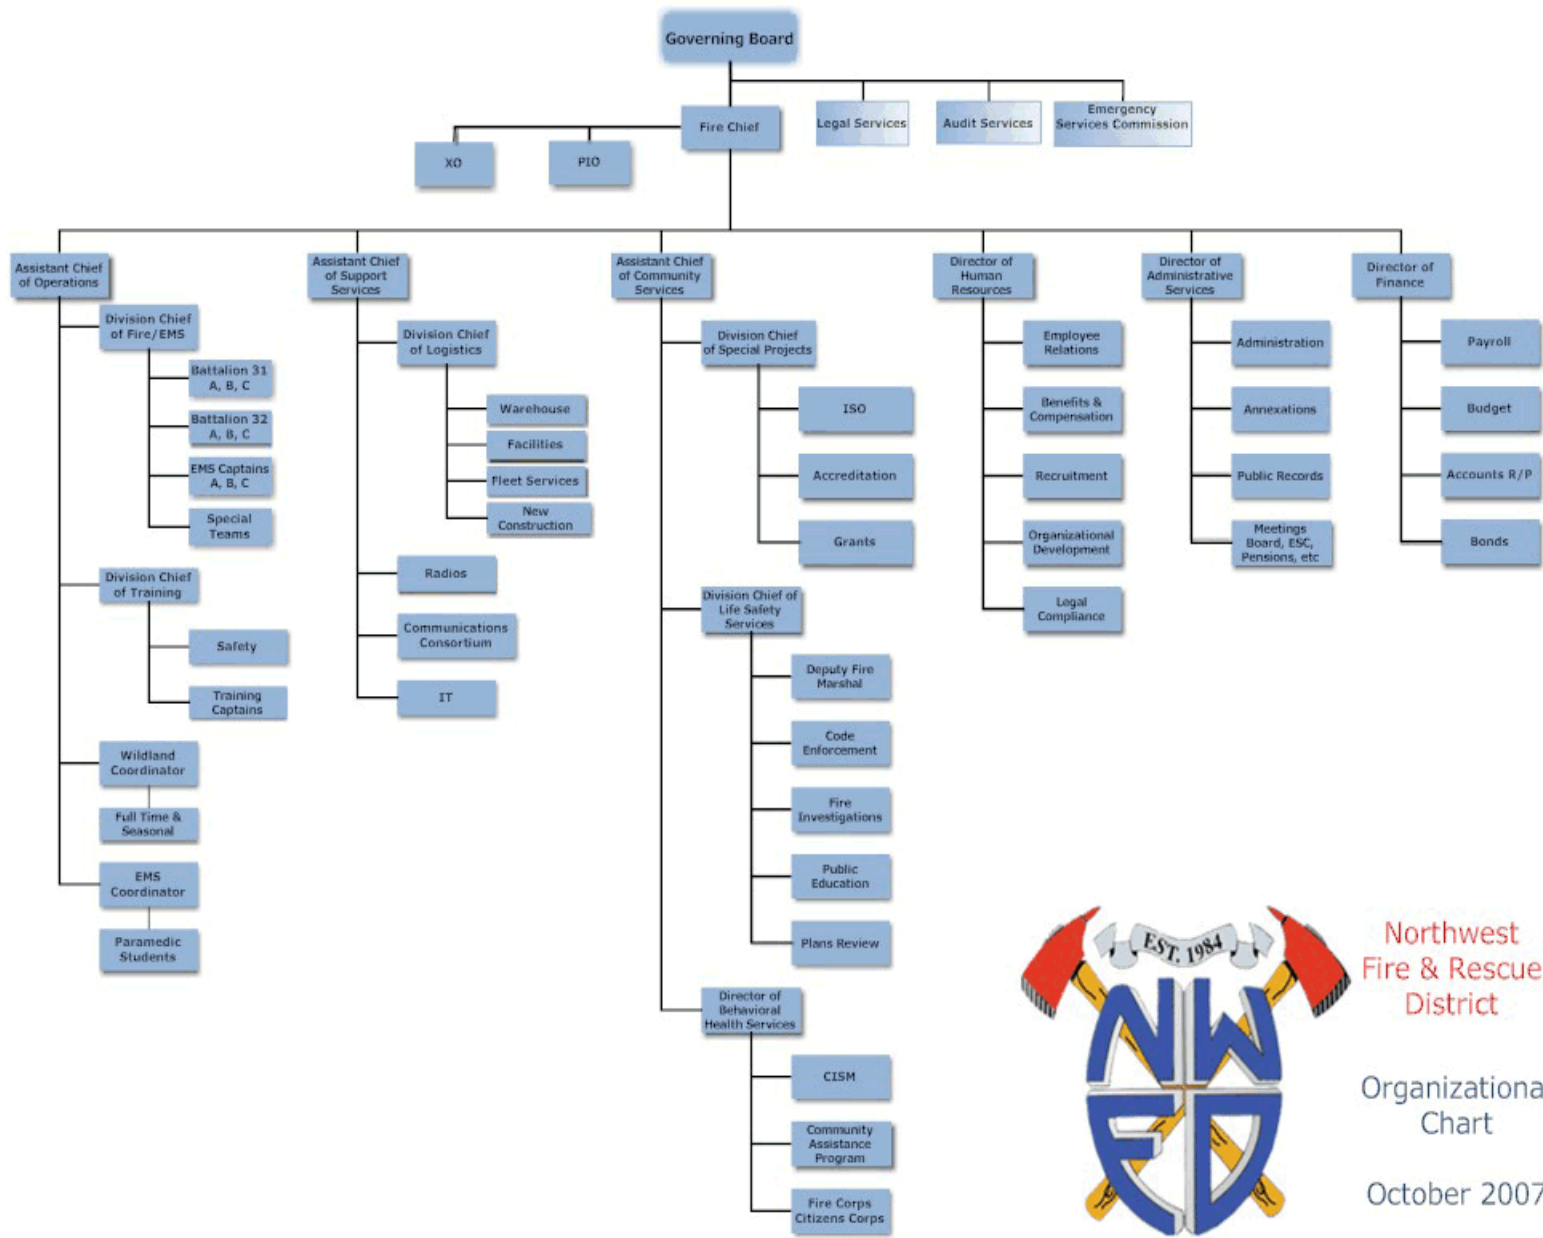 Governing Board
Fire Chief
Legal Services
Audit Services
Emergency
Services Commission
XO
PIO
Assistant Chief
of Operations
Division Chief
of Fire/EMS
Battalion 31
A, B, C
Battalion 32
A, B, C
EMS Captains
A, B, C
Special
Teams
Division Chief
of Training
Safety
Training
Captains
Wildland
Coordinator
Full Time &
Seasonal
EMS
Coordinator
Paramedic
Students
Assistant Chief
of Support
Services
Division Chief
of Logistics
Warehouse
Facilities
Fleet Services
New
Construction
Radios
Communications
Consortium
IT
Assistant Chief
of Community
Services
Division Chief
of Special Projects
ISO
Accreditation
Grants
Division Chief of
Life Safety
Services
Deputy Fire
Marshal
Code
Enforcement
Fire
Investigations
Public
Education
Plans Review
Director of
Behavioral
Health Services
CISM
Community
Assistance
Program
Fire Corps
Citizens Corps
Director of
Human
Resources
Employee
Relations
Benefits &
Compensation
Recruitment
Organizational
Development
Legal
Compliance
Director of
Administrative
Services
Administration
Annexations
Public Records
Meetings
Board, ESC,
Pensions, etc
Director of
Finance
Payroll
Budget
Accounts R/P
Bonds
EST. 1984
NW
FD
Northwest
Fire & Rescue
District
Organizationa
Chart
October 2007